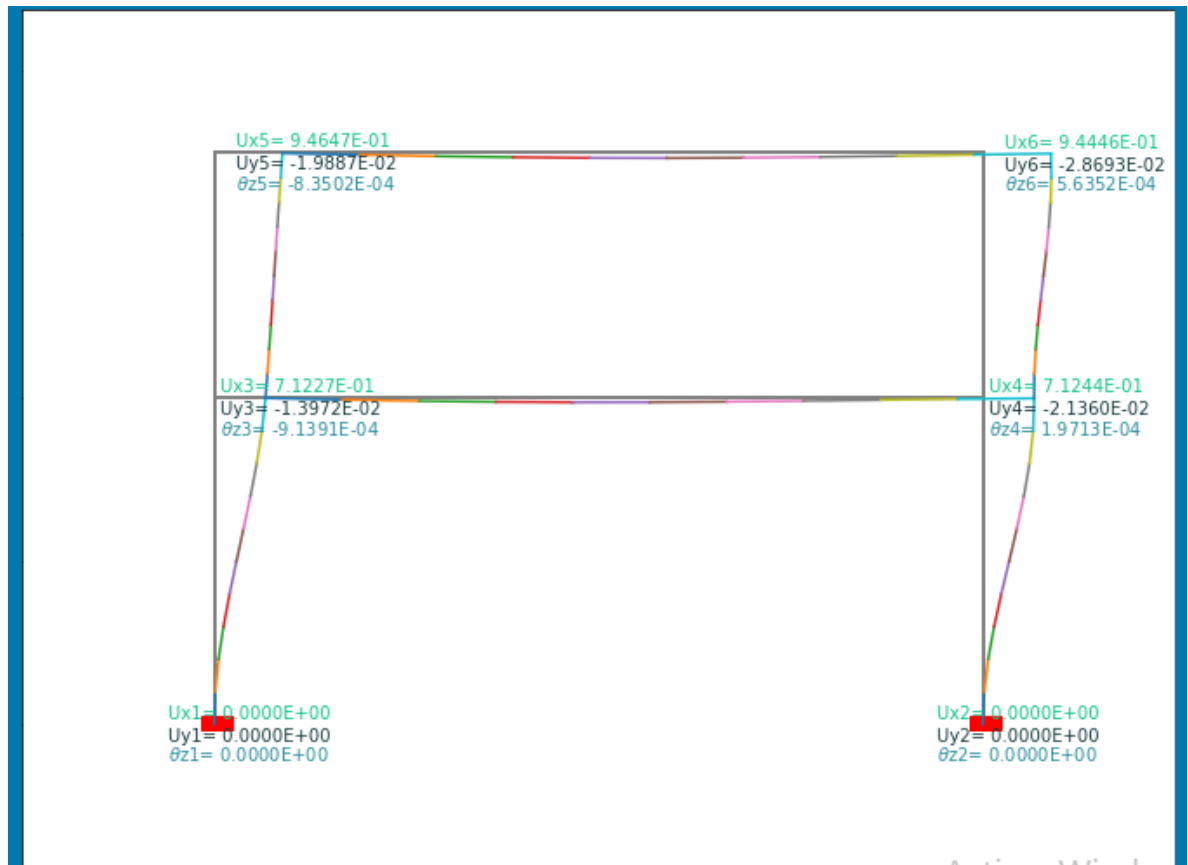 Ux5= 9.4647E-01
Uy5= -1.9887E-02
θz5= -8.3502E-04
Ux6= 9.4446E-01
Uy6= -2.8693E-02
θz6= 5.6352E-04
Ux3= 7.1227E-01
Uy3= -1.3972E-02
θz3= -9.1391E-04
Ux4= 7.1244E-01
Uy4= -2.1360E-02
θz4= 1.9713E-04
Ux1= 0.0000E+00
Uy1= 0.0000E+00
θz1= 0.0000E+00
Ux2= 0.0000E+00
Uy2= 0.0000E+00
θz2= 0.0000E+00